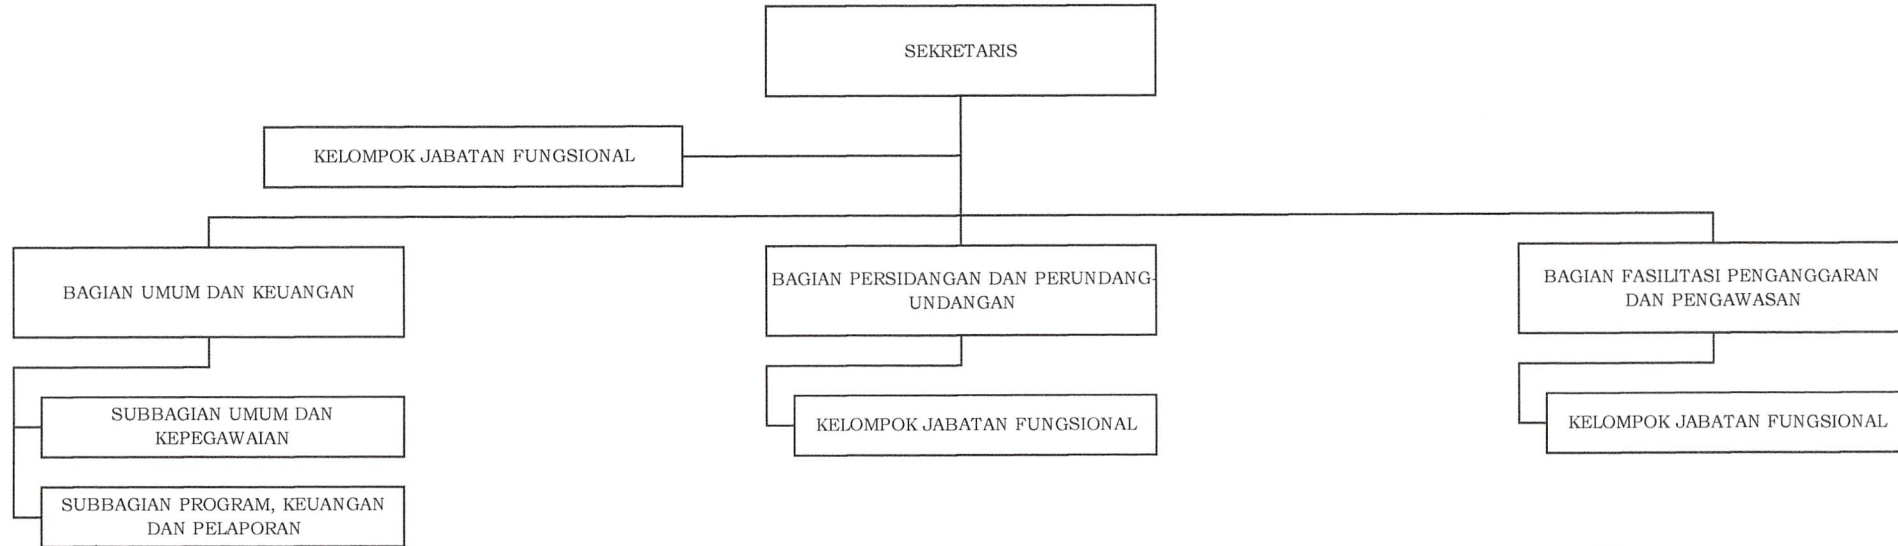 SEKRETARIS
KELOMPOK JABATAN FUNGSIONAL
BAGIAN UMUM DAN KEUANGAN
BAGIAN PERSIDANGAN DAN PERUNDANG-
UNDANGAN
BAGIAN FASILITASI PENGANGGARAN
DAN PENGAWASAN
SUBBAGIAN UMUM DAN
KEPEGAWAIAN
KELOMPOK JABATAN FUNGSIONAL
KELOMPOK JABATAN FUNGSIONAL
SUBBAGIAN PROGRAM, KEUANGAN
DAN PELAPORAN